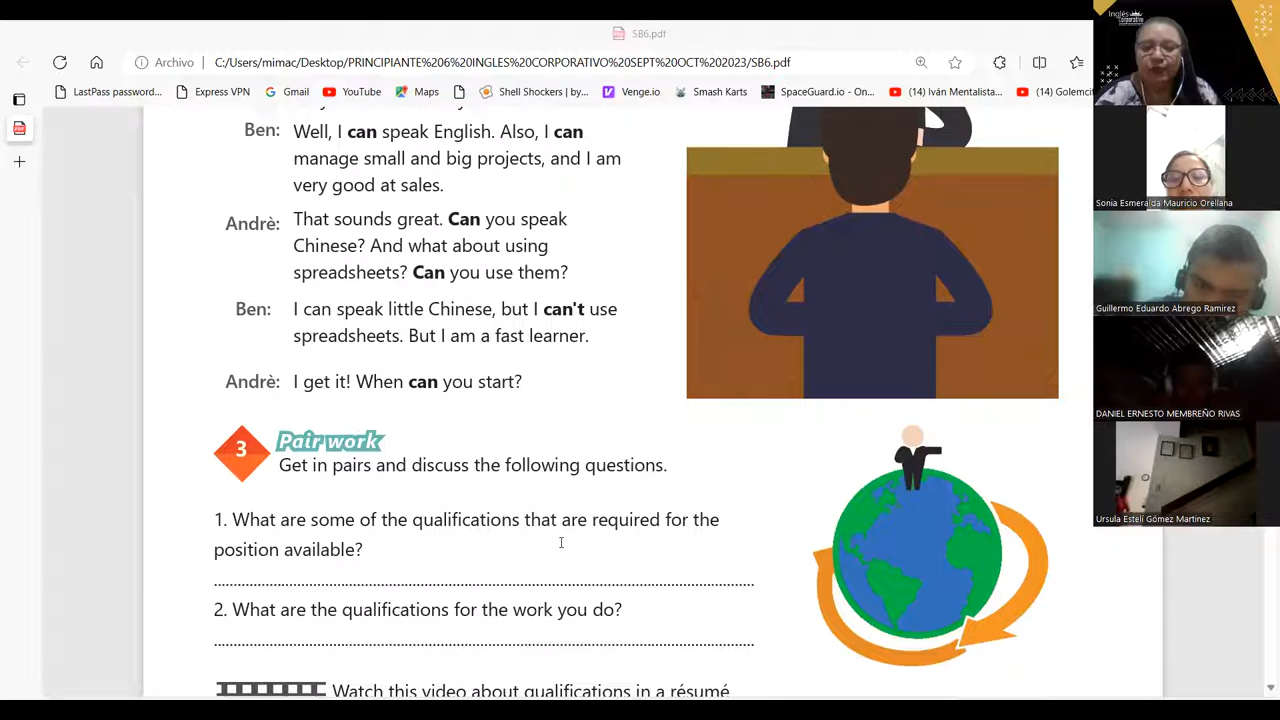 SB6.pdf
Archivo
C:/Users/mimac/Desktop/PRINCIPIANTE%206%20INGLES%20CORPORATIVO%20SEPT%20OCT%202023/SB6.pdf
LastPass password...
Express VPN
Gmail
YouTube
Maps
Shell Shockers | by...
Venge.io
Smash Karts
SpaceGuard.io - On...
(14) Iván Mentalista...
(14) Golemcit
Ben: Well, I can speak English. Also, I can
manage small and big projects, and I am
very good at sales.
Andrè: That sounds great. Can you speak
Chinese? And what about using
spreadsheets? Can you use them?
Ben: I can speak little Chinese, but I can't use
spreadsheets. But I am a fast learner.
Andrè: I get it! When can you start?
3 Pair work
Get in pairs and discuss the following questions.
1. What are some of the qualifications that are required for the
position available?
2. What are the qualifications for the work you do?
Watch this video about qualifications in a résumé
Inglés
Corporativo
Sonia Esmeralda Mauricio Orellana
Guillermo Eduardo Abrego Ramirez
DANIEL ERNESTO MEMBREÑO RIVAS
Ursula Estelí Gómez Martinez